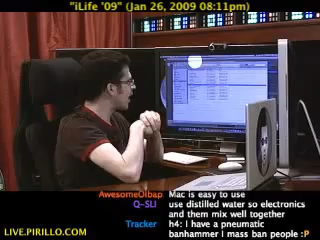 "iLife '09" (Jan 26, 2009 08:11pm)
AwesomeOlbap Mac is easy to use
Q-SLI use distilled water so electronics
and them mix well together
Tracker h4: I have a pneumatic
banhammer I mass ban people :P
LIVE.PIRILLO.COM